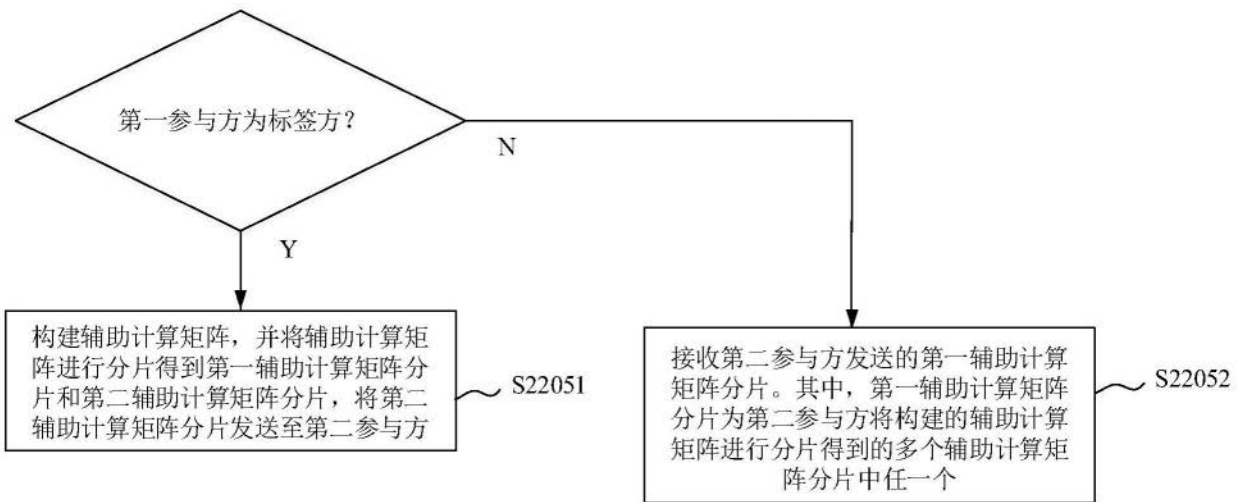 第一参与方为标签方?
N
Y
构建辅助计算矩阵，并将辅助计算矩
阵进行分片得到第一辅助计算矩阵分
片和第二辅助计算矩阵分片，将第二
辅助计算矩阵分片发送至第二参与方
S22051
接收第二参与方发送的第一辅助计算
矩阵分片。其中，第一辅助计算矩阵
分片为第二参与方将构建的辅助计算
矩阵进行分片得到的多个辅助计算矩
阵分片中任一个
S22052